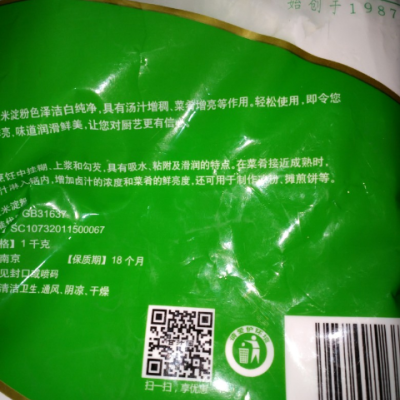 始创于1987
米淀粉色泽洁白纯净,具有汤汁增稠、菜肴增亮等作用。轻松使用,即令您
亮,味道润滑鲜美,让您对厨艺更有信
烹饪中挂糊、上浆和勾芡,具有吸水、粘附及滑润的特点。在菜肴接近成熟时,
淋入锅内,增加卤汁的浓度和菜肴的鲜亮度,还可用于制作 摊煎饼等。
米淀粉
GB31637
SC10732011500067
格】1千克
南京 【保质期】18个月
见封口或喷码
清洁卫生,通风,阴凉,干燥
扫一扫,享优惠